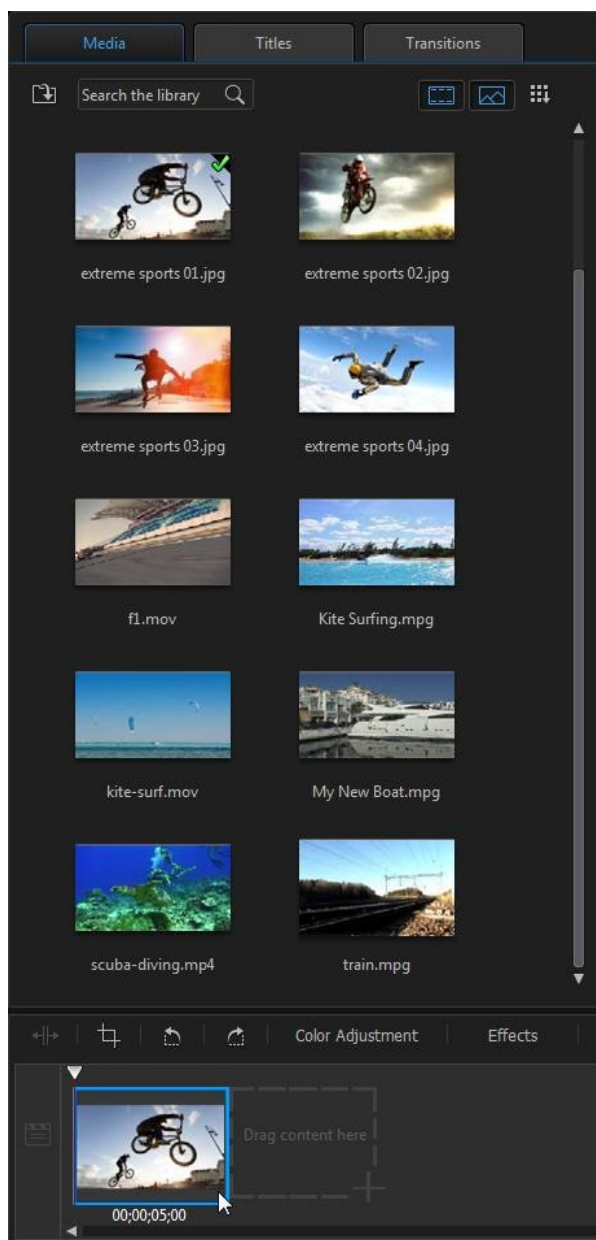 Media Titles Transitions
Search the library
extreme sports 01.jpg extreme sports 02.jpg
extreme sports 03.jpg extreme sports 04.jpg
f1.mov Kite Surfing.mpg
kite-surf.mov My New Boat.mpg
scuba-diving.mp4 train.mpg
Color Adjustment Effects
Drag content here
00;00;05;00